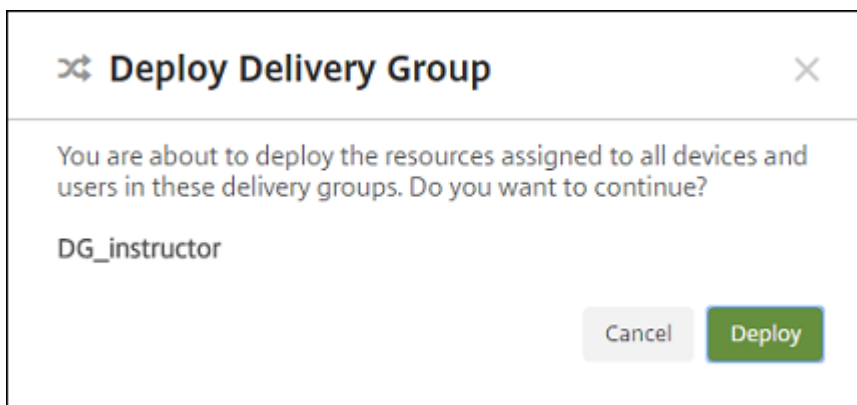 Deploy Delivery Group
You are about to deploy the resources assigned to all devices and
users in these delivery groups. Do you want to continue?
DG_instructor
Cancel
Deploy